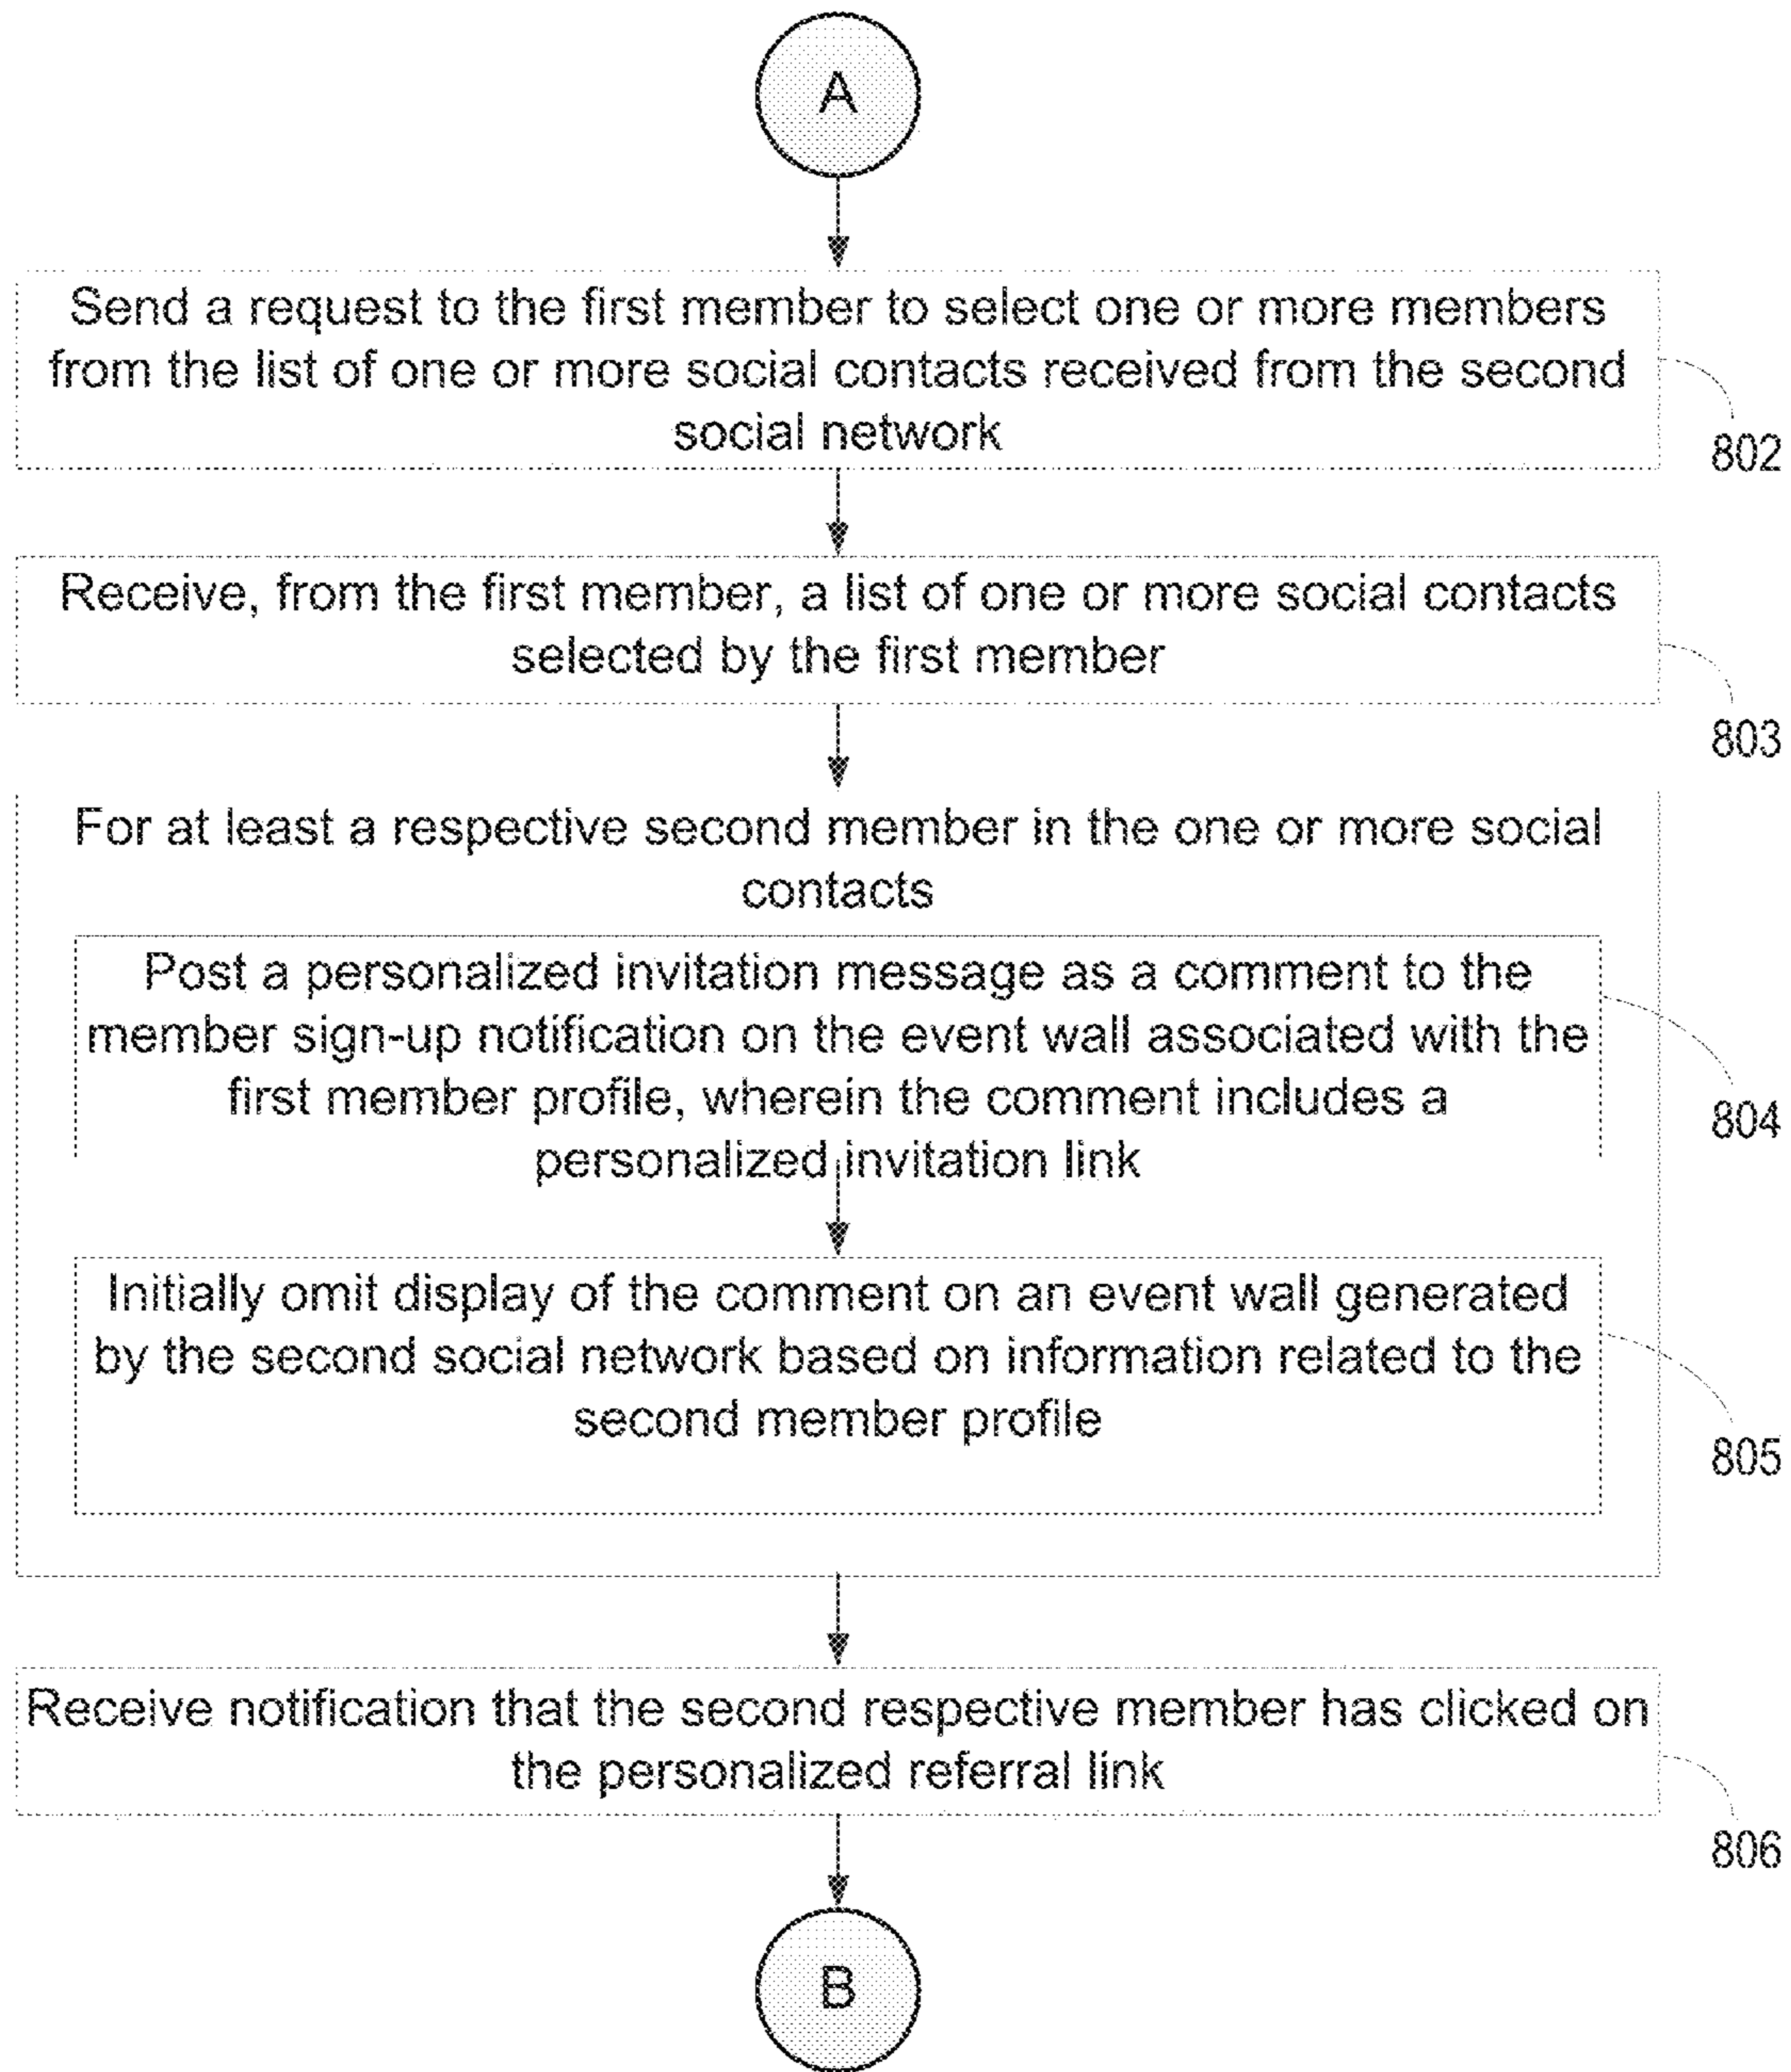 A
Send a request to the first member to select one or more members
from the list of one or more social contacts received from the second
social network
802
Receive, from the first member, a list of one or more social contacts
selected by the first member
803
For at least a respective second member in the one or more social
contacts
Post a personalized invitation message as a comment to the
member sign-up notification on the event wall associated with the
first member profile, wherein the comment includes a
personalized invitation link
804
Initially omit display of the comment on an event wall generated
by the second social network based on information related to the
second member profile
805
Receive notification that the second respective member has clicked on
the personalized referral link
806
B